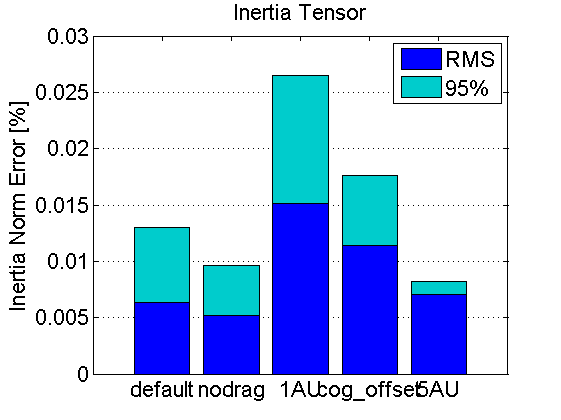 Inertia Tensor
0.03
0.025
0.02
0.015
0.01
0.005
0
Inertia Norm Error [%]
RMS
95%
default nodrag 1AU cog_offset 5AU